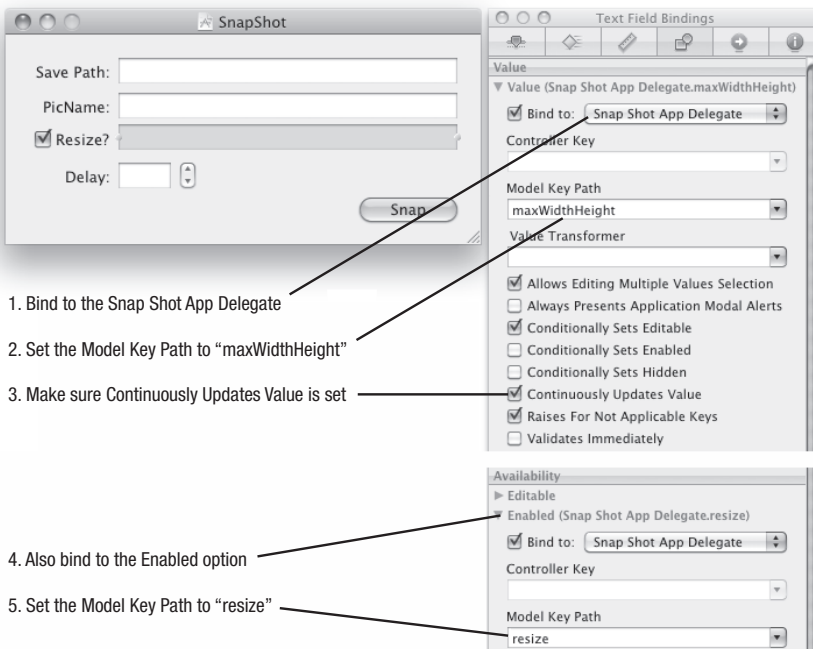 SnapShot
Save Path:
PicName:
Resize?
Delay:
Snap
1. Bind to the Snap Shot App Delegate
2. Set the Model Key Path to “maxWidthHeight”
3. Make sure Continuously Updates Value is set
4. Also bind to the Enabled option
5. Set the Model Key Path to “resize”
Text Field Bindings
Value
Value (Snap Shot App Delegate.maxWidthHeight)
Bind to: Snap Shot App Delegate
Controller Key
Model Key Path
maxWidthHeight
Value Transformer
Allows Editing Multiple Values Selection
Always Presents Application Modal Alerts
Conditionally Sets Editable
Conditionally Sets Enabled
Conditionally Sets Hidden
Continuously Updates Value
Raises For Not Applicable Keys
Validates Immediately
Availability
Editable
Enabled (Snap Shot App Delegate.resize)
Bind to: Snap Shot App Delegate
Controller Key
Model Key Path
resize